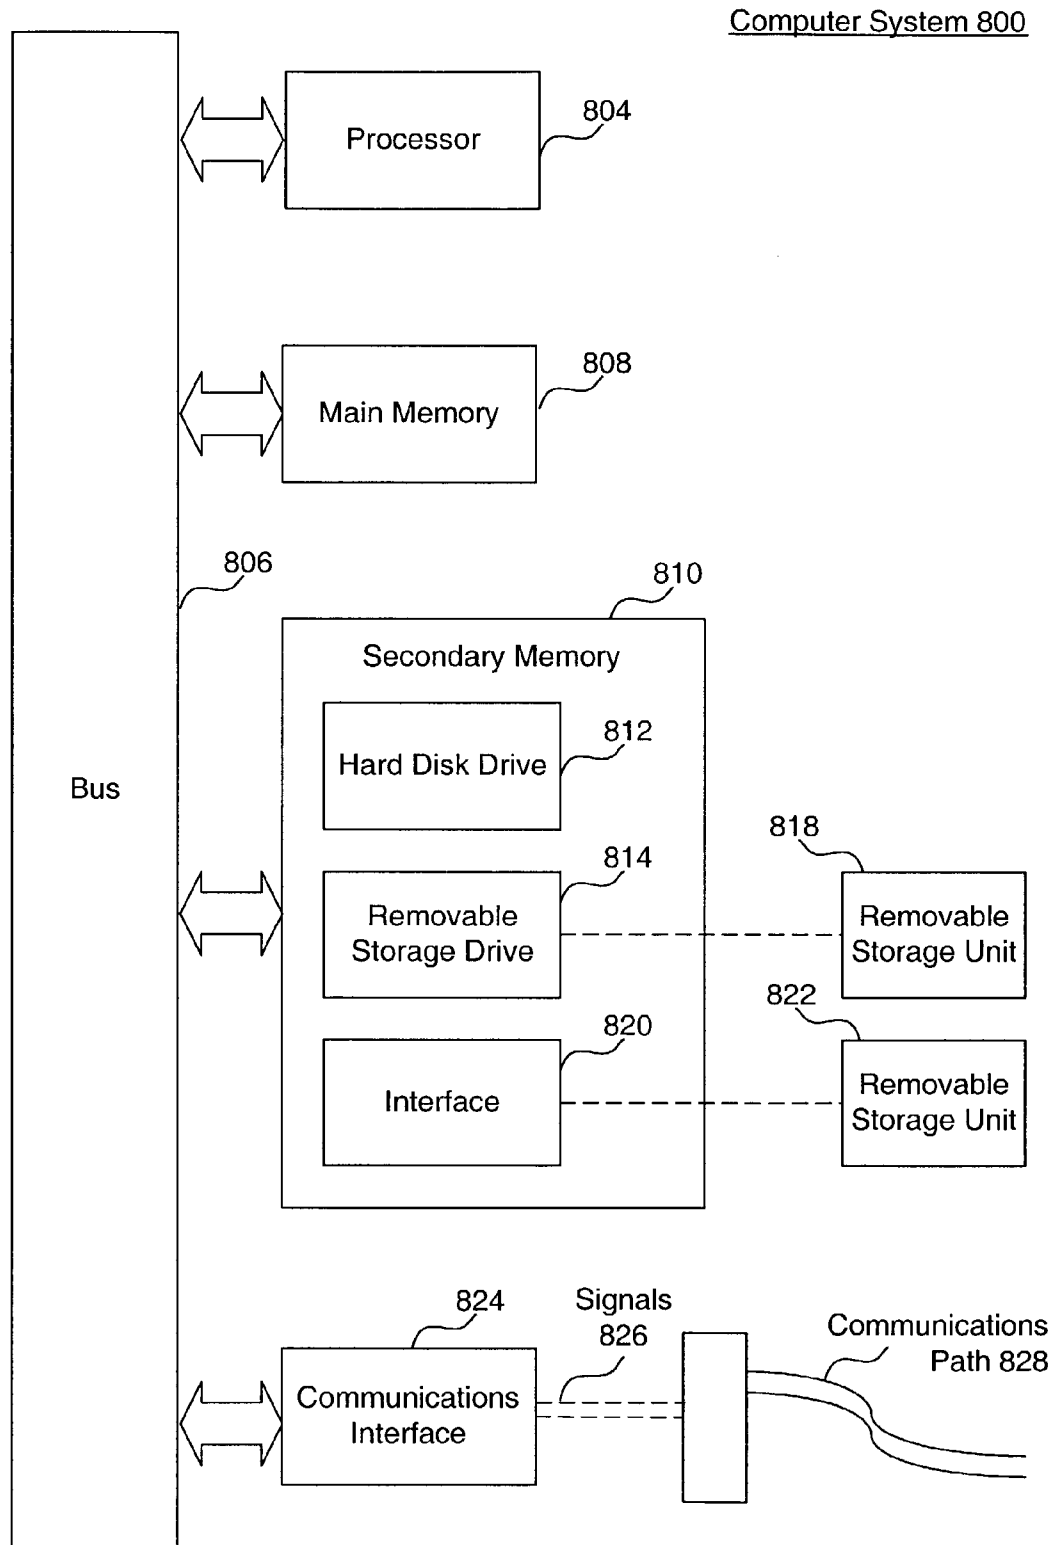 Computer System 800
804
Processor
808
Main Memory
806
810
Secondary Memory
812
Hard Disk Drive
Bus
818
814
Removable
Storage Drive
Removable
Storage Unit
822
820
Interface
Removable
Storage Unit
824
Signals
826
Communications
Path 828
Communications
Interface